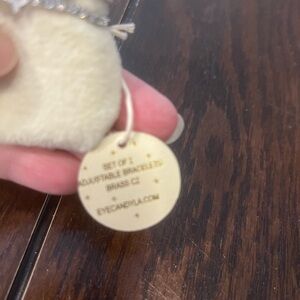 SET OF 2
ADJUSTABLE BRACELETS
BRASS CZ
EYECANDYLA.COM